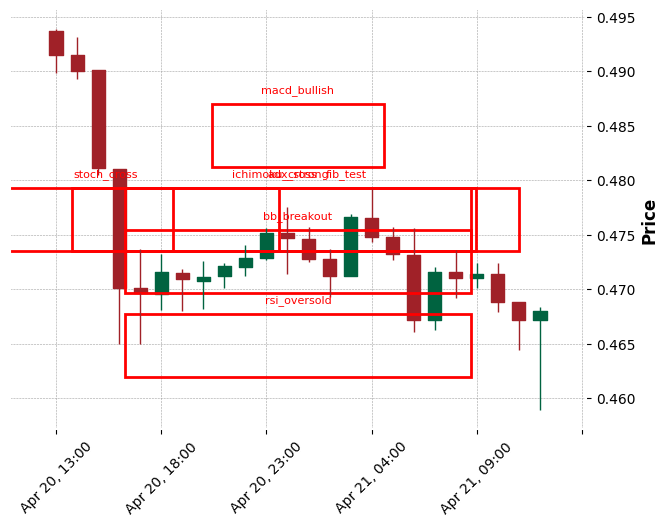 0.495
0.490
macd_bullish
0.485
stoch_cross
fib_test
0.480
bb_breakout
0.475
Price
rsi_oversold
0.470
0.465
0.460
Apr 20, 13:00
Apr 20, 18:00
Apr 20, 23:00
Apr 21, 04:00
Apr 21, 09:00